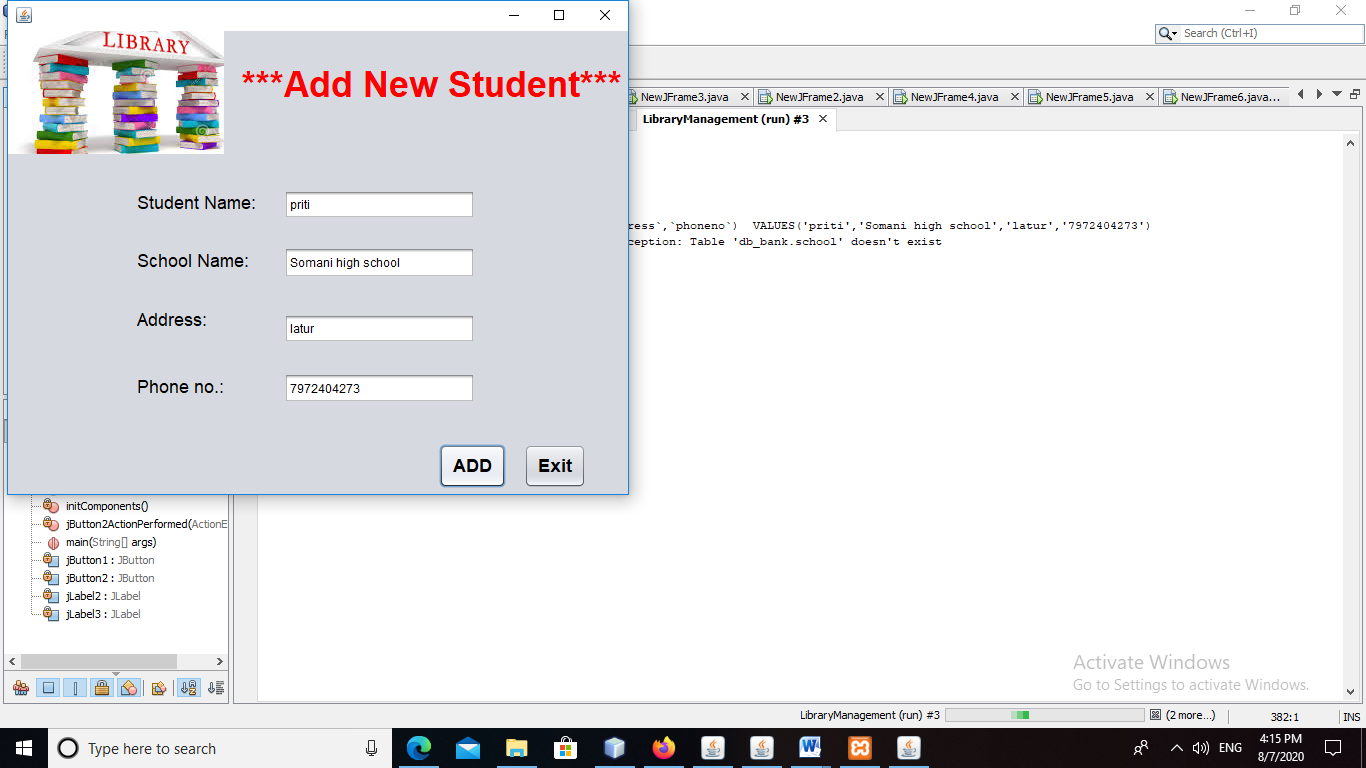 LIBRARY
***Add New Student***
Student Name:
priti
School Name:
Somani high school
Address:
latur
Phone no.:
7972404273
ADD
Exit
Search (Ctrl+I)
NewJFrame3.java
NewJFrame2.java
NewJFrame4.java
NewJFrame5.java
NewJFrame6.java...
LibraryManagement (run) #3
ress`,`phoneno`)  VALUES('priti','Somani high school','latur','7972404273')
ception: Table 'db_bank.school' doesn't exist
initComponents()
jButton2ActionPerformed(ActionE
main(String[] args)
jButton1 : JButton
jButton2 : JButton
jLabel2 : JLabel
jLabel3 : JLabel
Activate Windows
Go to Settings to activate Windows.
LibraryManagement (run) #3
(2 more...)
382:1
INS
Type here to search
ENG
4:15 PM
8/7/2020